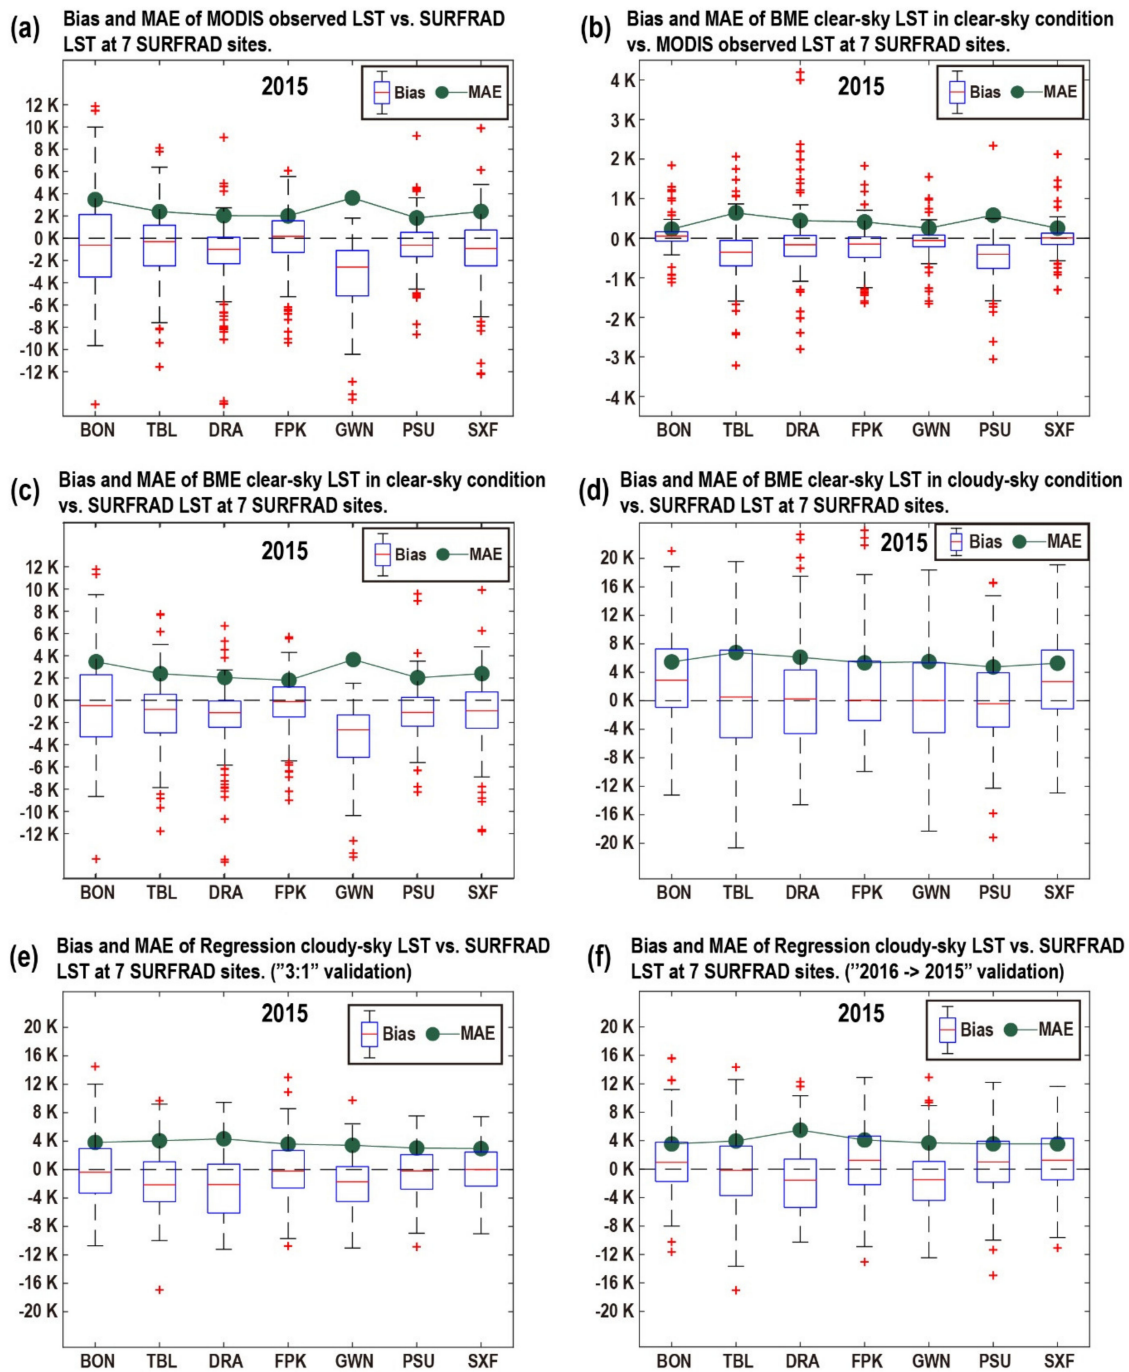 (a) Bias and MAE of MODIS observed LST vs. SURFRAD
LST at 7 SURFRAD sites.
2015
Bias MAE
12 K
10 K
8 K
6 K
4 K
2 K
0 K
-2 K
-4 K
-6 K
-8 K
-10 K
-12 K
BON TBL DRA FPK GWN PSU SXF
(b) Bias and MAE of BME clear-sky LST in clear-sky condition
vs. MODIS observed LST at 7 SURFRAD sites.
2015
Bias MAE
4 K
3 K
2 K
1 K
0 K
-1 K
-2 K
-3 K
-4 K
BON TBL DRA FPK GWN PSU SXF
(c) Bias and MAE of BME clear-sky LST in clear-sky condition
vs. SURFRAD LST at 7 SURFRAD sites.
2015
Bias MAE
12 K
10 K
8 K
6 K
4 K
2 K
0 K
-2 K
-4 K
-6 K
-8 K
-10 K
-12 K
BON TBL DRA FPK GWN PSU SXF
(d) Bias and MAE of BME clear-sky LST in cloudy-sky condition
vs. SURFRAD LST at 7 SURFRAD sites.
2015
Bias MAE
20 K
16 K
12 K
8 K
4 K
0 K
-4 K
-8 K
-12 K
-16 K
-20 K
BON TBL DRA FPK GWN PSU SXF
(e) Bias and MAE of Regression cloudy-sky LST vs. SURFRAD
LST at 7 SURFRAD sites. ("3:1" validation)
2015
Bias MAE
20 K
16 K
12 K
8 K
4 K
0 K
-4 K
-8 K
-12 K
-16 K
-20 K
BON TBL DRA FPK GWN PSU SXF
(f) Bias and MAE of Regression cloudy-sky LST vs. SURFRAD
LST at 7 SURFRAD sites. ("2016 -> 2015" validation)
2015
Bias MAE
20 K
16 K
12 K
8 K
4 K
0 K
-4 K
-8 K
-12 K
-16 K
-20 K
BON TBL DRA FPK GWN PSU SXF